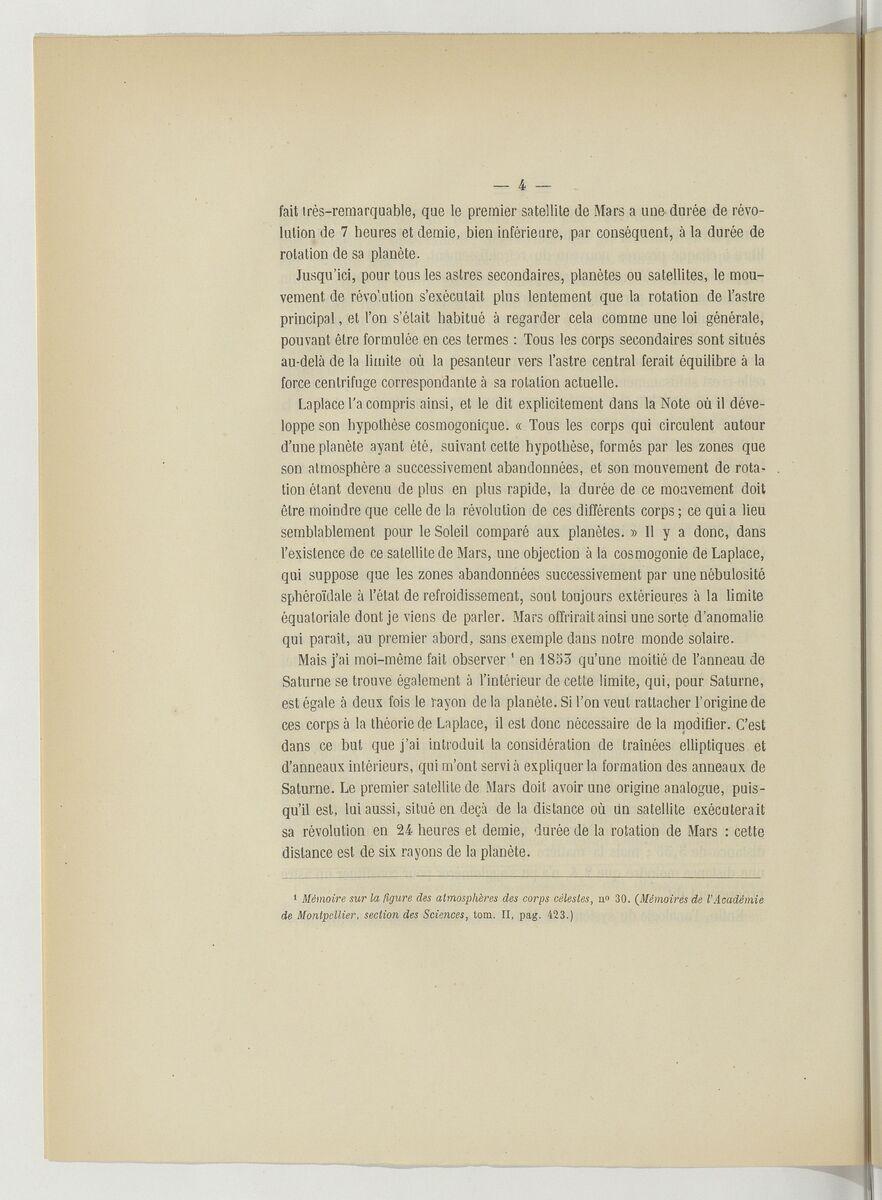 — 4 —
fait très-remarquable, que le premier satellite de Mars a une durée de révo-
lution de 7 heures et demie, bien inférieure, par conséquent, à la durée de
rotation de sa planète.
Jusqu'ici, pour tous les astres secondaires, planètes ou satellites, le mou-
vement de révolution s'exécutait plus lentement que la rotation de l'astre
principal, et l'on s'était habitué à regarder cela comme une loi générale,
pouvant être formulée en ces termes : Tous les corps secondaires sont situés
au-delà de la limite où la pesanteur vers l'astre central ferait équilibre à la
force centrifuge correspondante à sa rotation actuelle.
Laplace l'a compris ainsi, et le dit explicitement dans la Note où il déve-
loppe son hypothèse cosmogonique. « Tous les corps qui circulent autour
d'une planète ayant été, suivant cette hypothèse, formés par les zones que
son atmosphère a successivement abandonnées, et son mouvement de rota-
tion étant devenu de plus en plus rapide, la durée de ce mouvement doit
être moindre que celle de la révolution de ces différents corps ; ce qui a lieu
semblablement pour le Soleil comparé aux planètes. » Il y a donc, dans
l'existence de ce satellite de Mars, une objection à la cosmogonie de Laplace,
qui suppose que les zones abandonnées successivement par une nébulosité
sphéroïdale à l'état de refroidissement, sont toujours extérieures à la limite
équatoriale dont je viens de parler. Mars offrirait ainsi une sorte d'anomalie
qui paraît, au premier abord, sans exemple dans notre monde solaire.
Mais j'ai moi-même fait observer ¹ en 1853 qu'une moitié de l'anneau de
Saturne se trouve également à l'intérieur de cette limite, qui, pour Saturne,
est égale à deux fois le rayon de la planète. Si l'on veut rattacher l'origine de
ces corps à la théorie de Laplace, il est donc nécessaire de la modifier. C'est
dans ce but que j'ai introduit la considération de traînées elliptiques et
d'anneaux intérieurs, qui m'ont servi à expliquer la formation des anneaux de
Saturne. Le premier satellite de Mars doit avoir une origine analogue, puis-
qu'il est, lui aussi, situé en deçà de la distance où un satellite exécuterait
sa révolution en 24 heures et demie, durée de la rotation de Mars : cette
distance est de six rayons de la planète.
¹ Mémoire sur la figure des atmosphères des corps célestes, nº 30. (Mémoires de l'Académie
de Montpellier, section des Sciences, tom. II, pag. 423.)